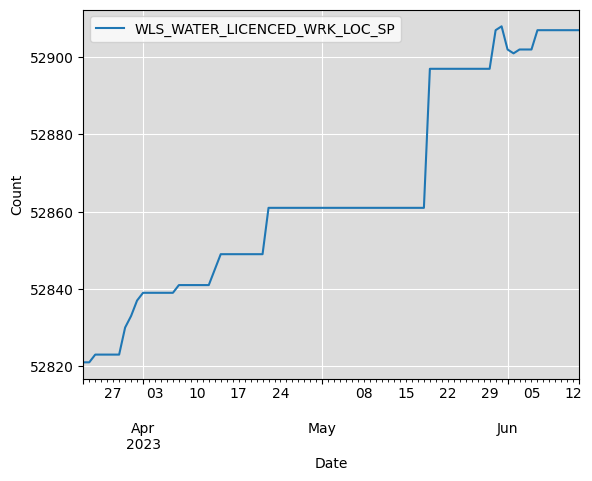 WLS_WATER_LICENCED_WRK_LOC_SP
52900
52880
52860
52840
52820
Count
27 03 10 17 24 08 15 22 29 05 12
Apr May Jun
2023
Date